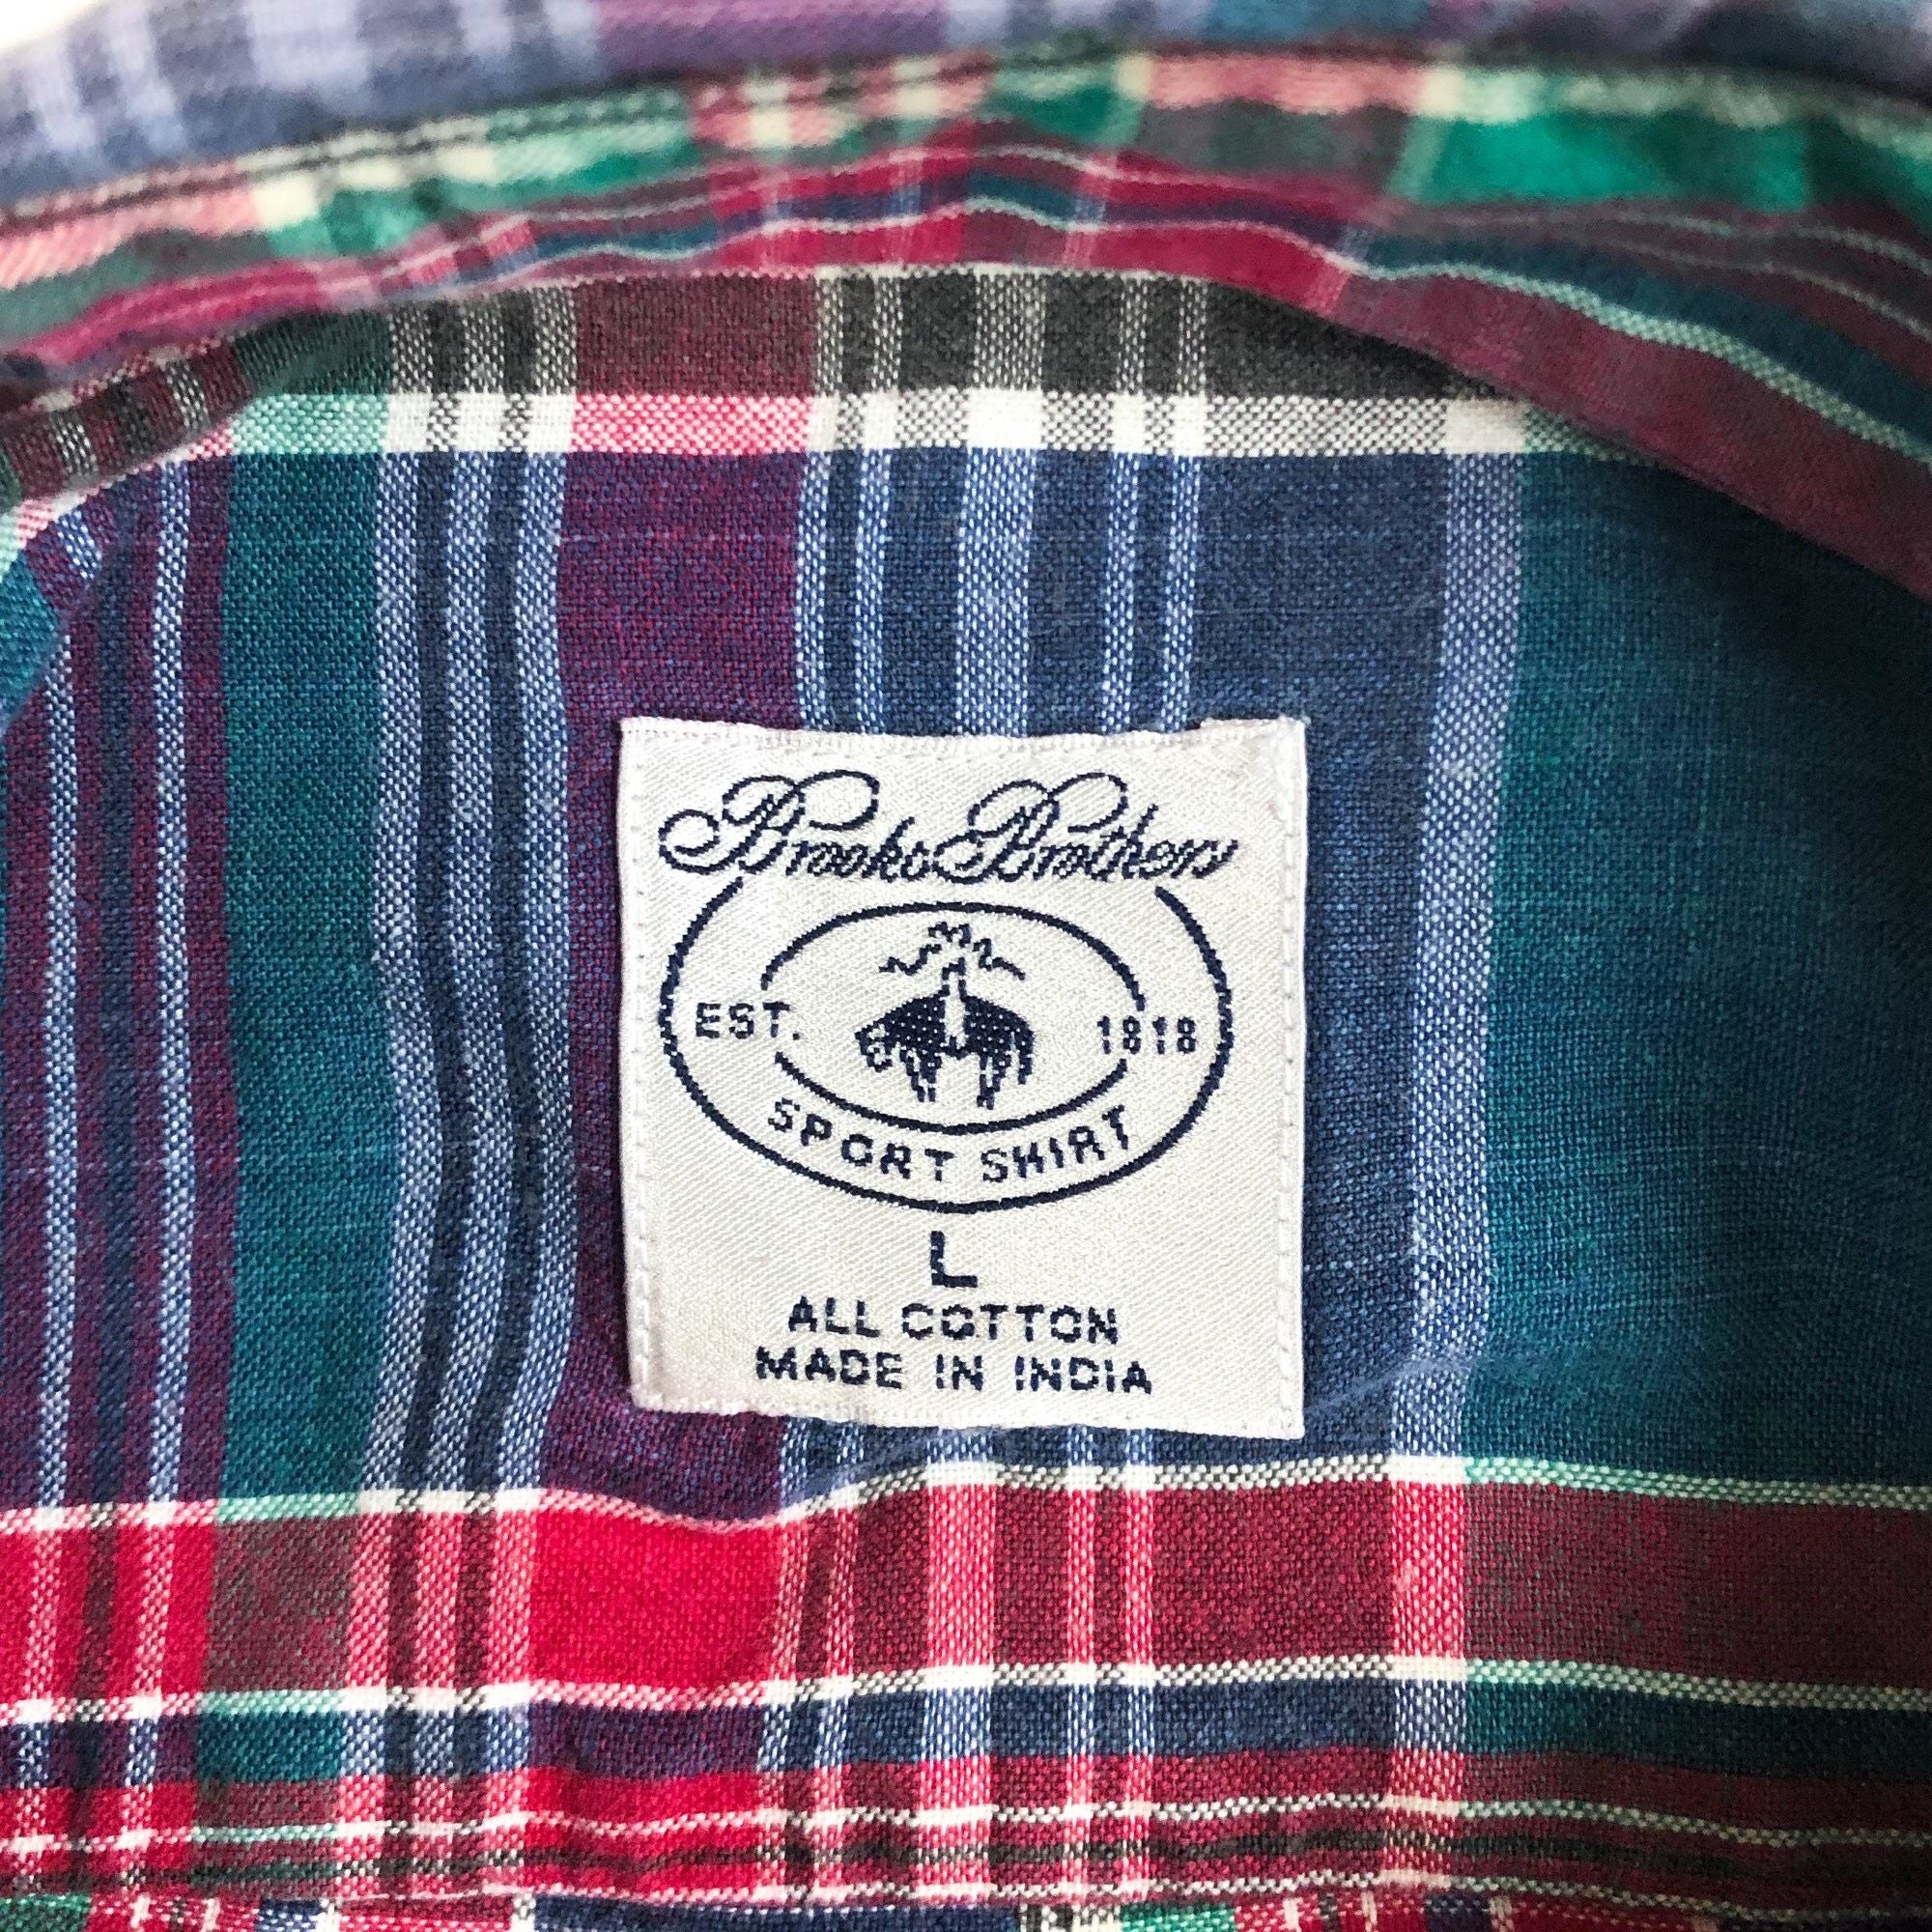 Brooks Brothers
EST. 1818
SPORT SHIRT
L
ALL COTTON
MADE IN INDIA